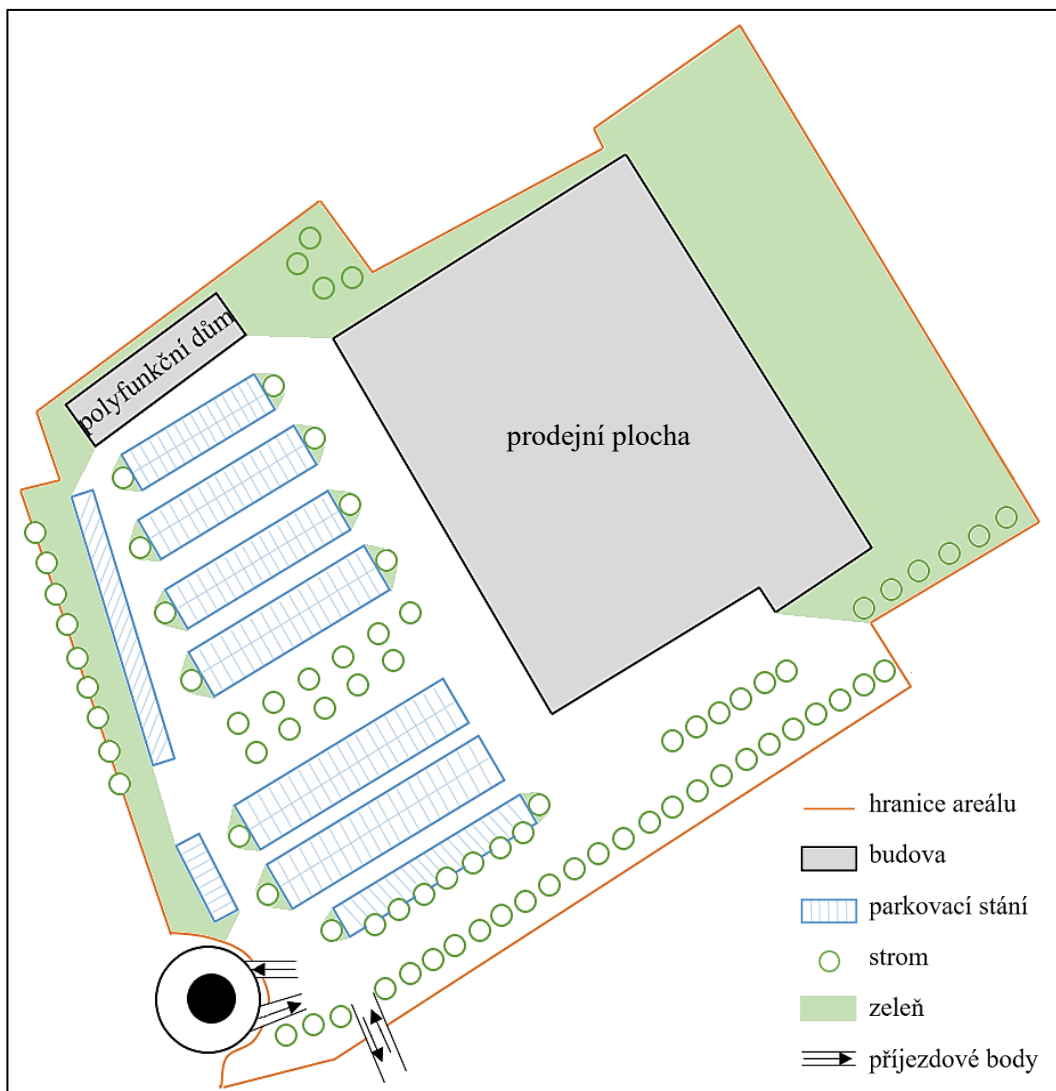 polyfunkční dům
prodejní plocha
hranice areálu
budova
parkovací stání
strom
zeleň
příjezdové body